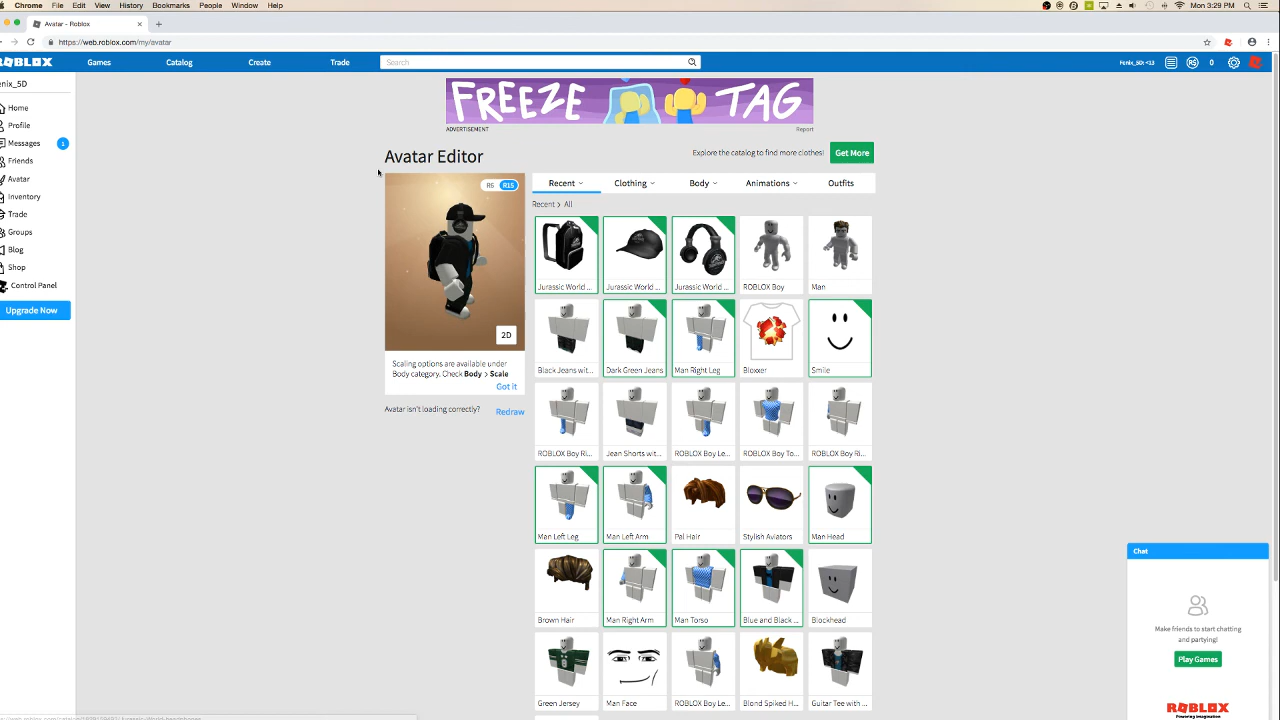 Chrome File Edit View History Bookmarks People Window Help Mon 3:29 PM
Avatar - Roblox
https://web.roblox.com/my/avatar
ROBLOX Games Catalog Create Trade Search Fenix_5D: <13 R$ 0
enix_5D
Home
Profile
Messages 1
Friends
Avatar
Inventory
Trade
Groups
Blog
Shop
Control Panel
Upgrade Now
FREEZE TAG
ADVERTISEMENT Report
Avatar Editor
Explore the catalog to find more clothes! Get More
R6 R15
2D
Scaling options are available under
Body category. Check Body > Scale
Got it
Avatar isn't loading correctly? Redraw
Recent Clothing Body Animations Outfits
Recent > All
Jurassic World ... Jurassic World ... Jurassic World ... ROBLOX Boy Man
Black Jeans wit... Dark Green Jeans Man Right Leg Bloxxer Smile
ROBLOX Boy Ri... Jean Shorts wit... ROBLOX Boy Le... ROBLOX Boy To... ROBLOX Boy Ri...
Man Left Leg Man Left Arm Pal Hair Stylish Aviators Man Head
Brown Hair Man Right Arm Man Torso Blue and Black ... Blockhead
Green Jersey Man Face ROBLOX Boy Le... Blond Spiked H... Guitar Tee with ...
Chat
Make friends to start chatting
and partying!
Play Games
ROBLOX
Powering Imagination